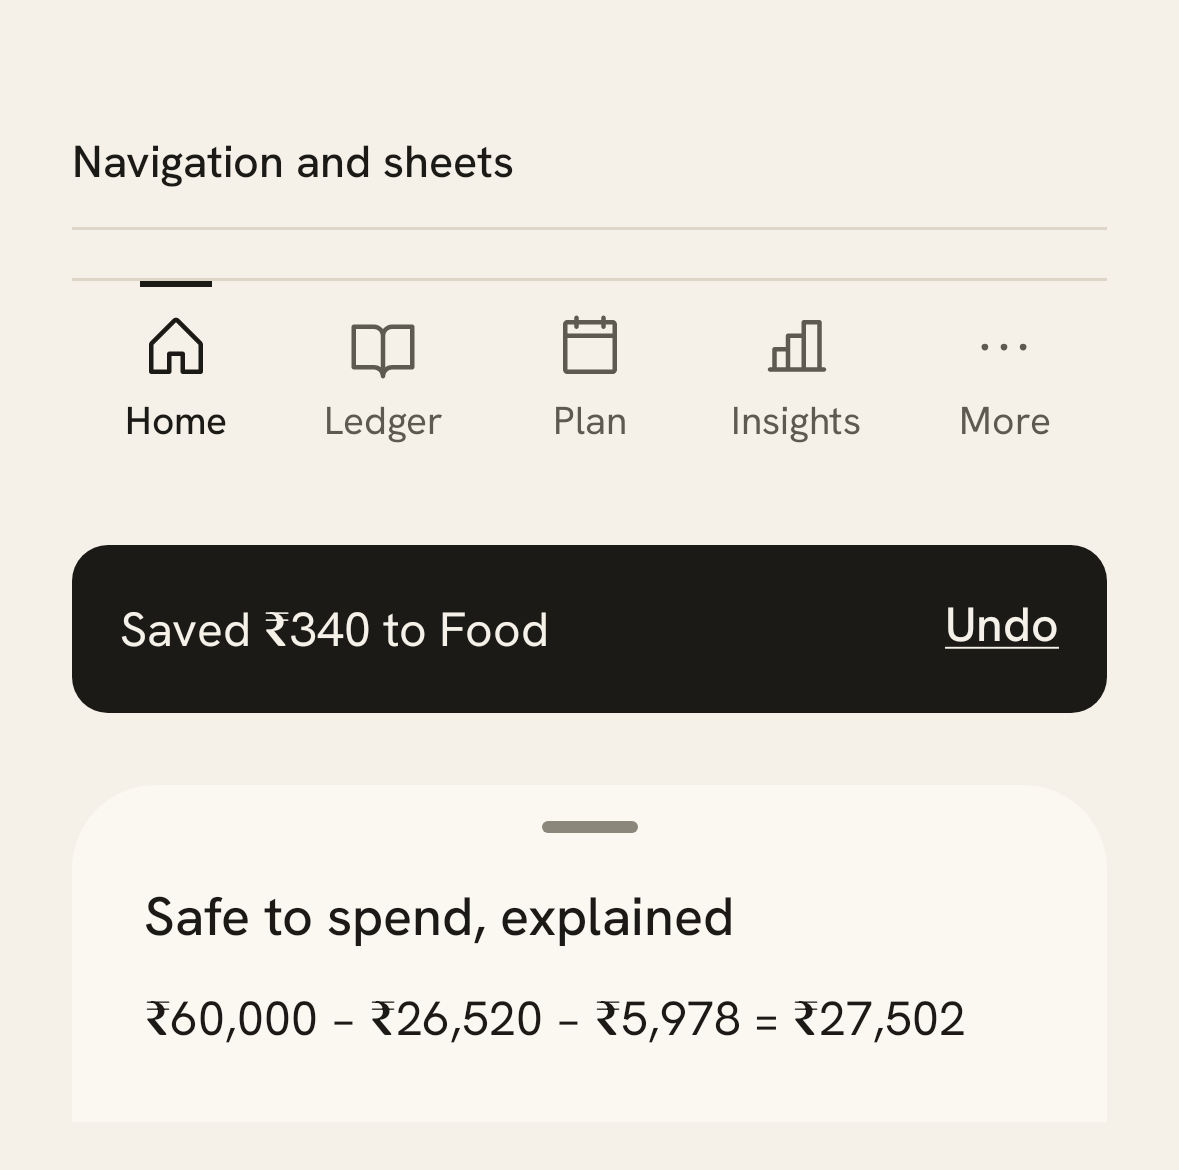 Navigation and sheets
Home Ledger Plan Insights More
Saved ₹340 to Food Undo
Safe to spend, explained
₹60,000 – ₹26,520 – ₹5,978 = ₹27,502